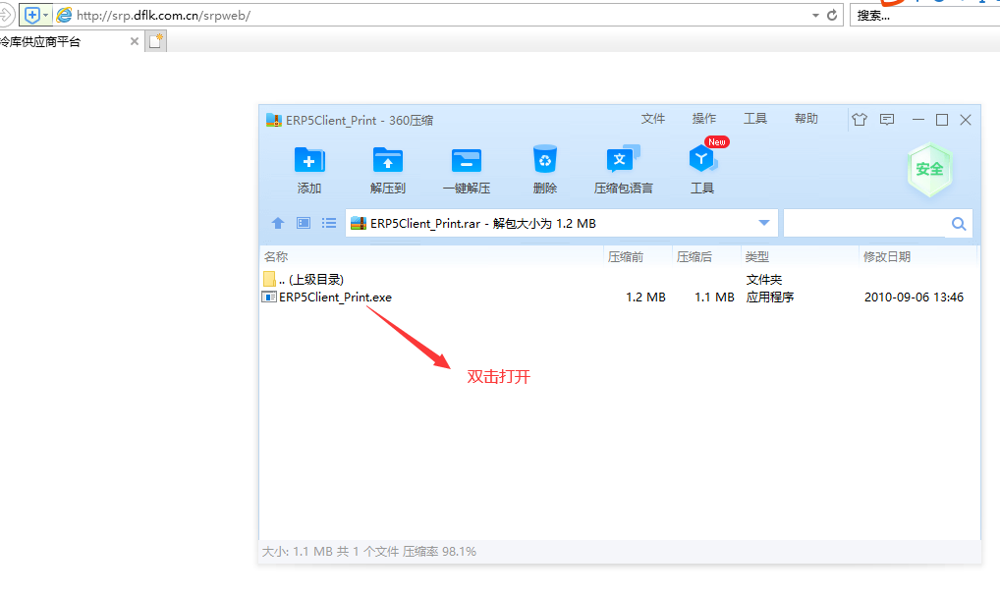 http://srp.dflk.com.cn/srpweb/
搜索...
冷库供应商平台
ERP5Client_Print - 360压缩
文件 操作 工具 帮助
New
添加 解压到 一键解压 删除 压缩包语言 工具
安全
ERP5Client_Print.rar - 解包大小为 1.2 MB
名称 压缩前 压缩后 类型 修改日期
.. (上级目录) 文件夹
ERP5Client_Print.exe 1.2 MB 1.1 MB 应用程序 2010-09-06 13:46
双击打开
大小: 1.1 MB 共 1 个文件 压缩率 98.1%